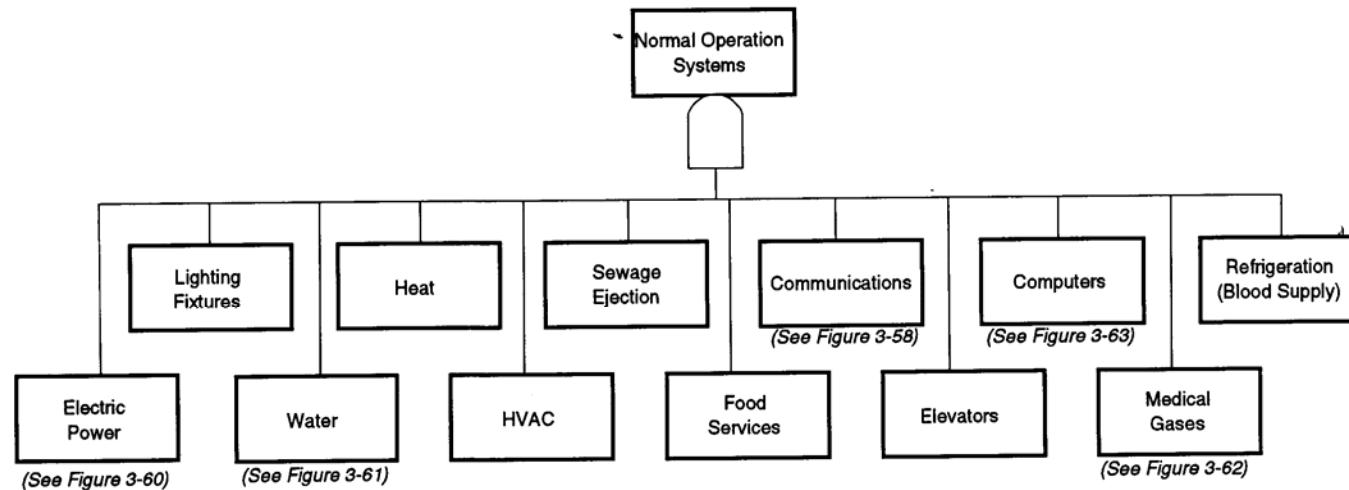 Normal Operation
Systems
Lighting
Fixtures
Heat
Sewage
Ejection
Communications
(See Figure 3-58)
Computers
(See Figure 3-63)
Refrigeration
(Blood Supply)
Electric
Power
(See Figure 3-60)
Water
(See Figure 3-61)
HVAC
Food
Services
Elevators
Medical
Gases
(See Figure 3-62)